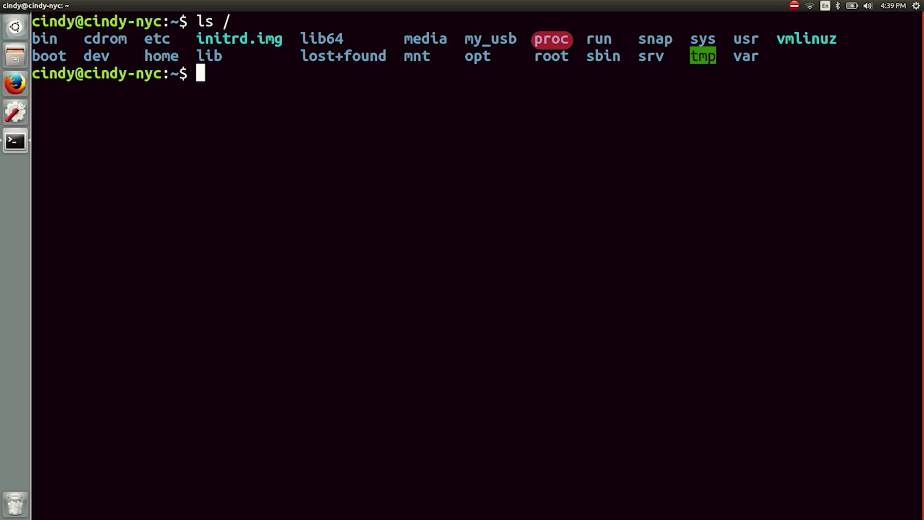 cindy@cindy-nyc: ~
En
4:39 PM
cindy@cindy-nyc:~$ ls /
bin cdrom etc initrd.img lib64 media my_usb proc run snap sys usr vmlinuz
boot dev home lib lost+found mnt opt root sbin srv tmp var
cindy@cindy-nyc:~$